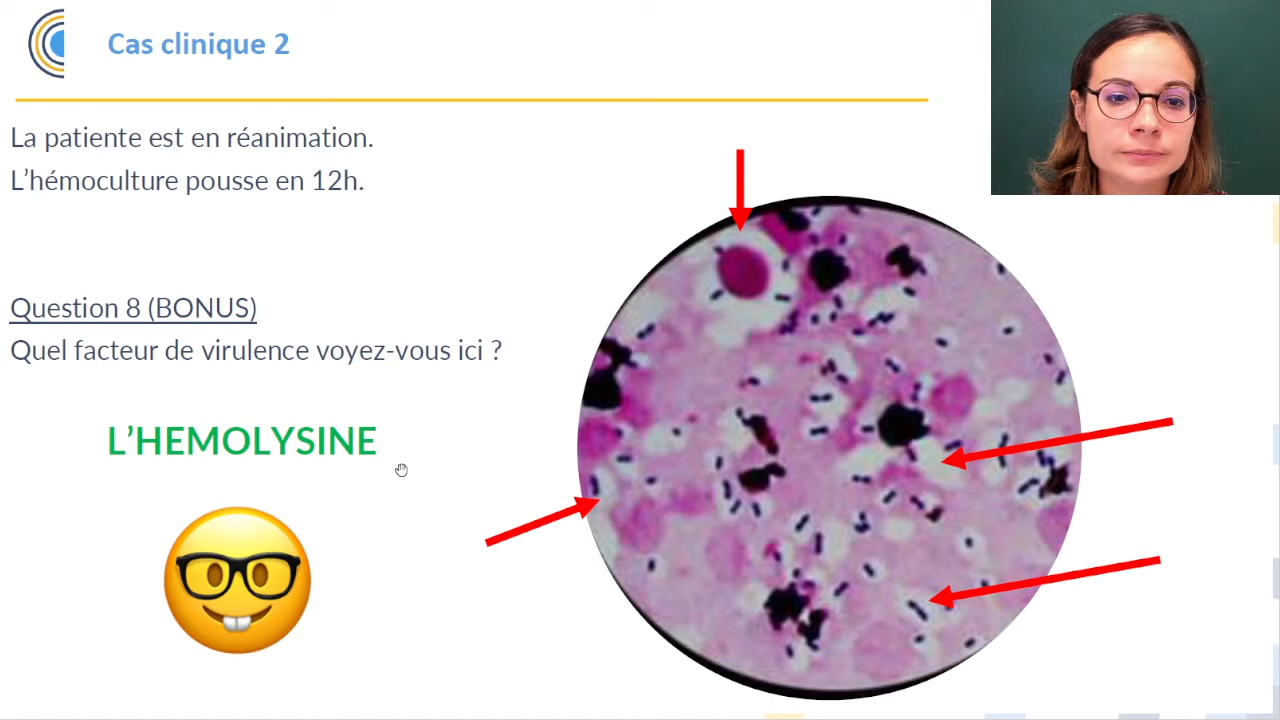 Cas clinique 2
La patiente est en réanimation.
L’hémoculture pousse en 12h.
Question 8 (BONUS)
Quel facteur de virulence voyez-vous ici ?
L’HEMOLYSINE